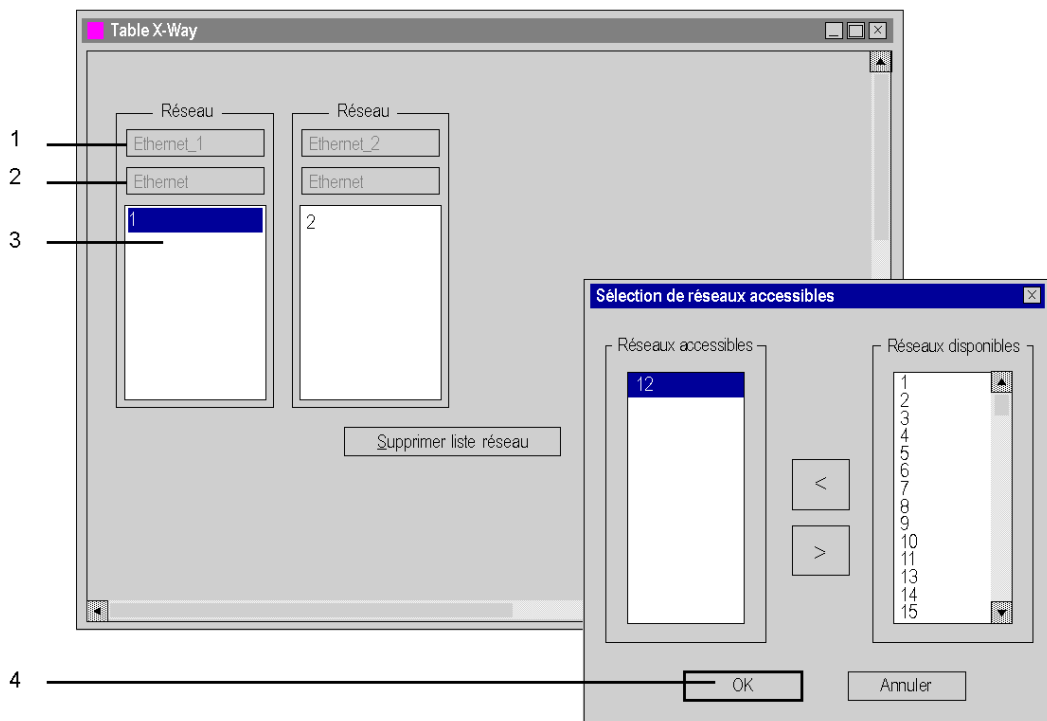 Table X-Way
Réseau
Réseau
1
Ethernet_1
Ethernet_2
2
Ethernet
Ethernet
3
1
2
Sélection de réseaux accessibles
Réseaux accessibles
Réseaux disponibles
12
1
2
3
4
5
6
7
8
9
10
11
13
14
15
<
>
Supprimer liste réseau
4
OK
Annuler